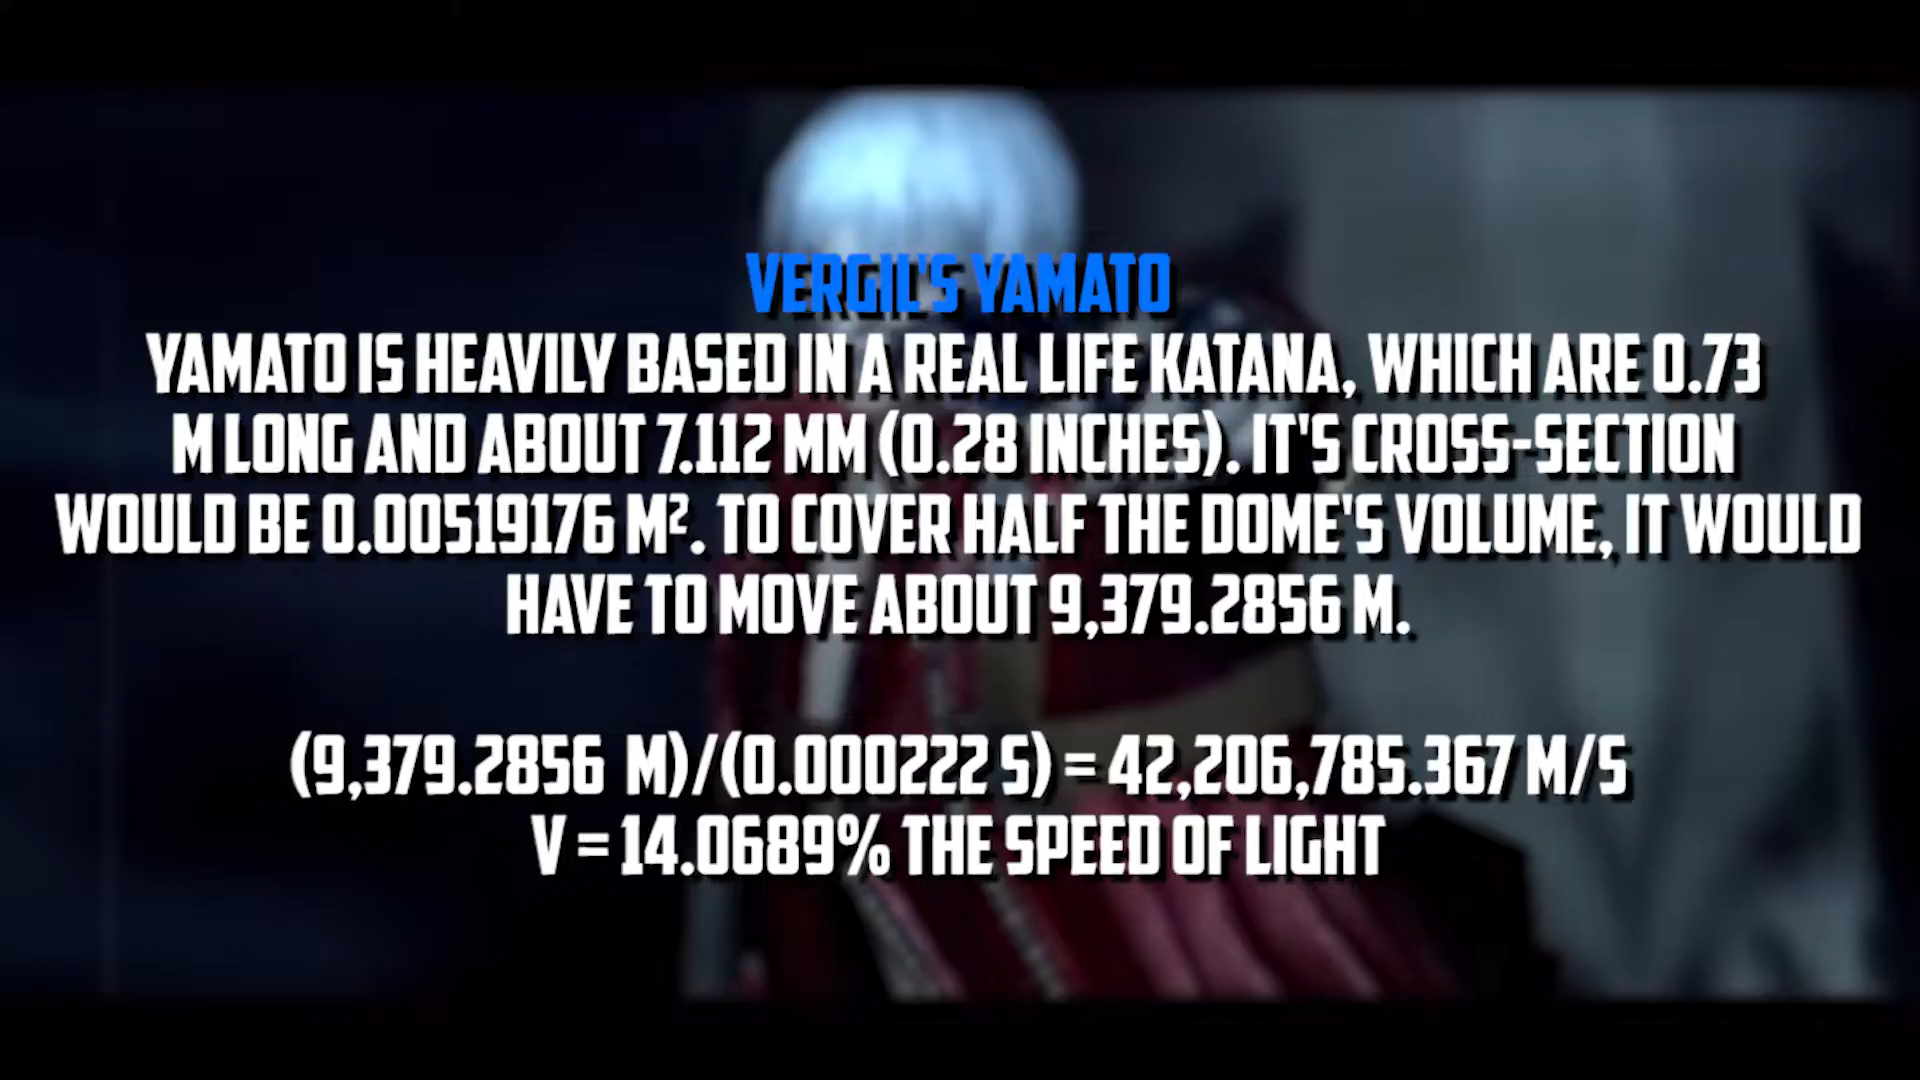 VERGIL'S YAMATO
YAMATO IS HEAVILY BASED IN A REAL LIFE KATANA, WHICH ARE 0.73
M LONG AND ABOUT 7.112 MM (0.28 INCHES). IT'S CROSS-SECTION
WOULD BE 0.00519176 M². TO COVER HALF THE DOME'S VOLUME, IT WOULD
HAVE TO MOVE ABOUT 9,379.2856 M.
(9,379.2856 M)/(0.000222 S) = 42,206,785.367 M/S
V = 14.0689% THE SPEED OF LIGHT